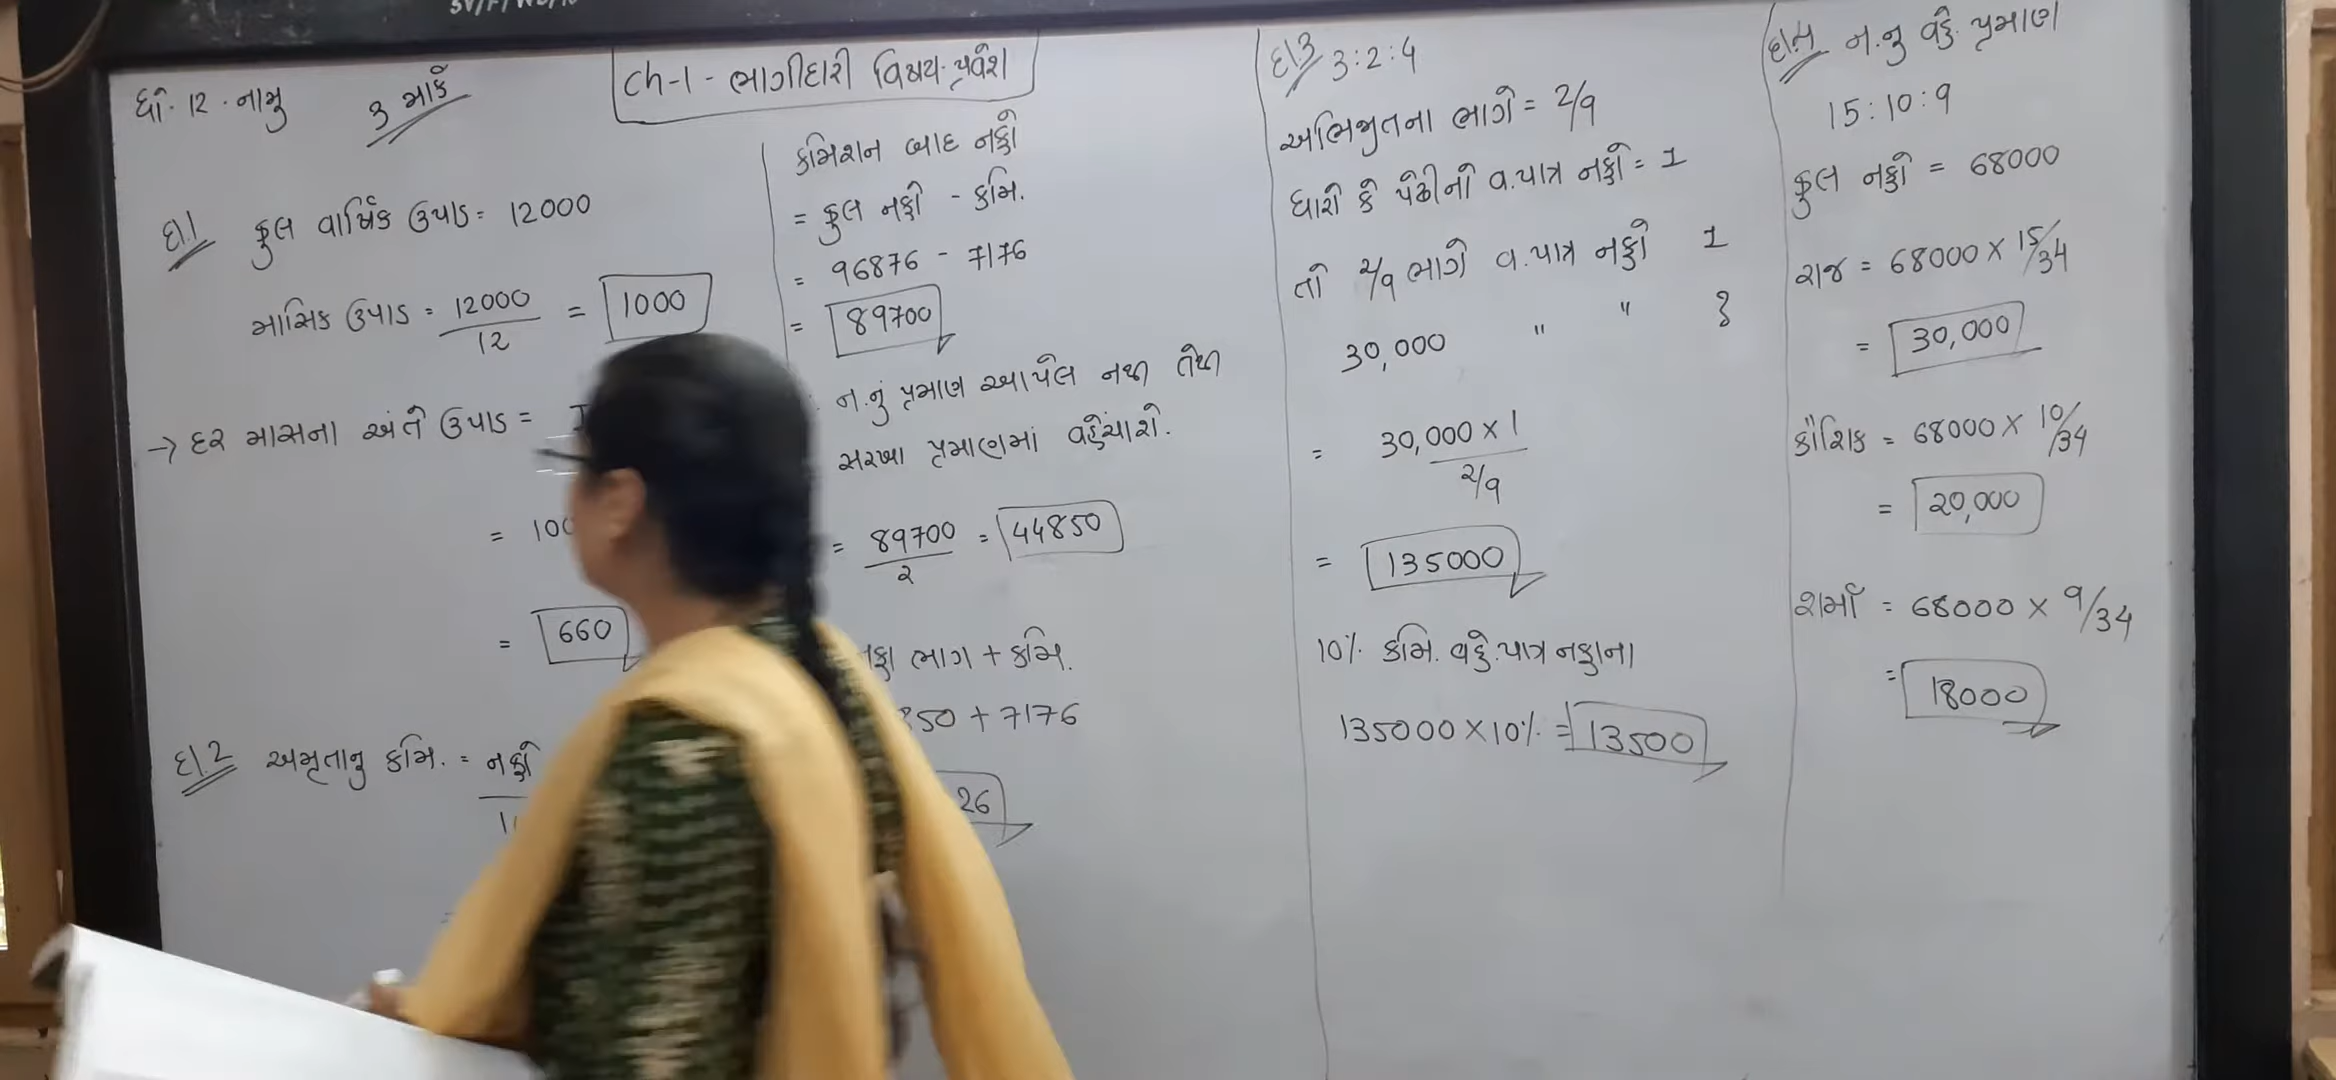 ધો. 12 . નામુ
3 માર્ક
Ch-1 - ભાગીદારી વિષય-પ્રવેશ
દા.1 કુલ વાર્ષિક ઉપાડ = 12000
માસિક ઉપાડ = 12000
12
= 1000
→ દર માસના અંતે ઉપાડ =
= 100
= 660
દા.2 અમૃતાનુ કમિ. = નફો
કમિશન બાદ નફો
= કુલ નફો - કમિ.
= 96876 - 7176
= 89700
ન.નું પ્રમાણ આપેલ નથી તેથી
સરખા પ્રમાણમાં વહેંચાશે.
= 89700
2
= 44850
ભાગ + કમિ.
850 + 7176
26
દા.3 3:2:4
અભિજીતના ભાગે = 2/9
ધારો કે પેઢીનો વ.પાત્ર નફો = 1
તો 2/9 ભાગે વ.પાત્ર નફો 1
30,000 " " ?
= 30,000 × 1
2/9
= 135000
10% કમિ. વહે.પાત્ર નફાના
135000 × 10% = 13500
દા.4 ન.નુ વહે. પ્રમાણ
15:10:9
કુલ નફો = 68000
રાજ = 68000 × 15/34
= 30,000
કૌશિક = 68000 × 10/34
= 20,000
શર્મા = 68000 × 9/34
= 18000